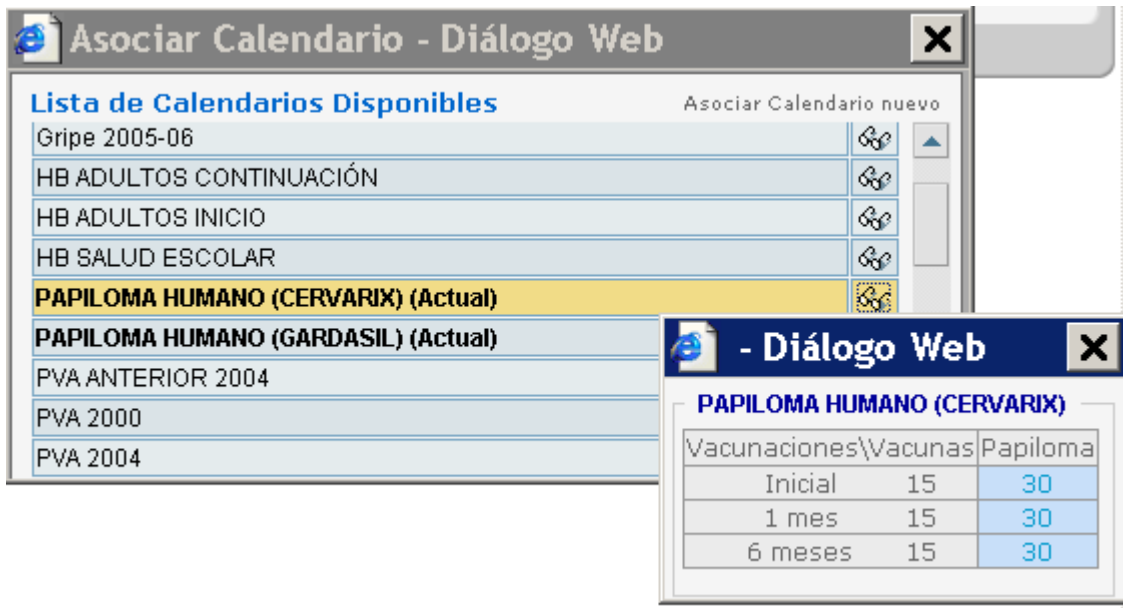 Asociar Calendario - Diálogo Web
Lista de Calendarios Disponibles Asociar Calendario nuevo
Gripe 2005-06
HB ADULTOS CONTINUACIÓN
HB ADULTOS INICIO
HB SALUD ESCOLAR
PAPILOMA HUMANO (CERVARIX) (Actual)
PAPILOMA HUMANO (GARDASIL) (Actual)
PVA ANTERIOR 2004
PVA 2000
PVA 2004
- Diálogo Web
PAPILOMA HUMANO (CERVARIX)
Vacunaciones\Vacunas Papiloma
Inicial 15 30
1 mes 15 30
6 meses 15 30